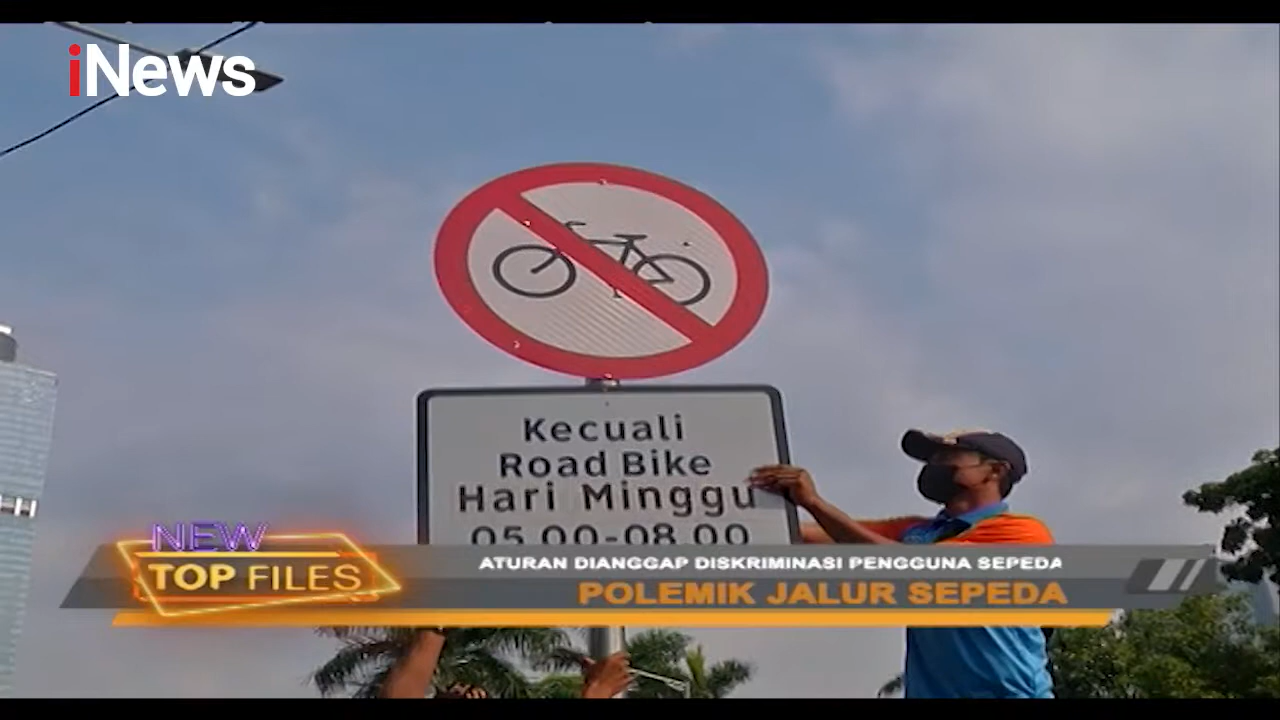 iNews
Kecuali
Road Bike
Hari Minggu
05.00-08.00
NEW
TOP FILES
ATURAN DIANGGAP DISKRIMINASI PENGGUNA SEPEDA
POLEMIK JALUR SEPEDA